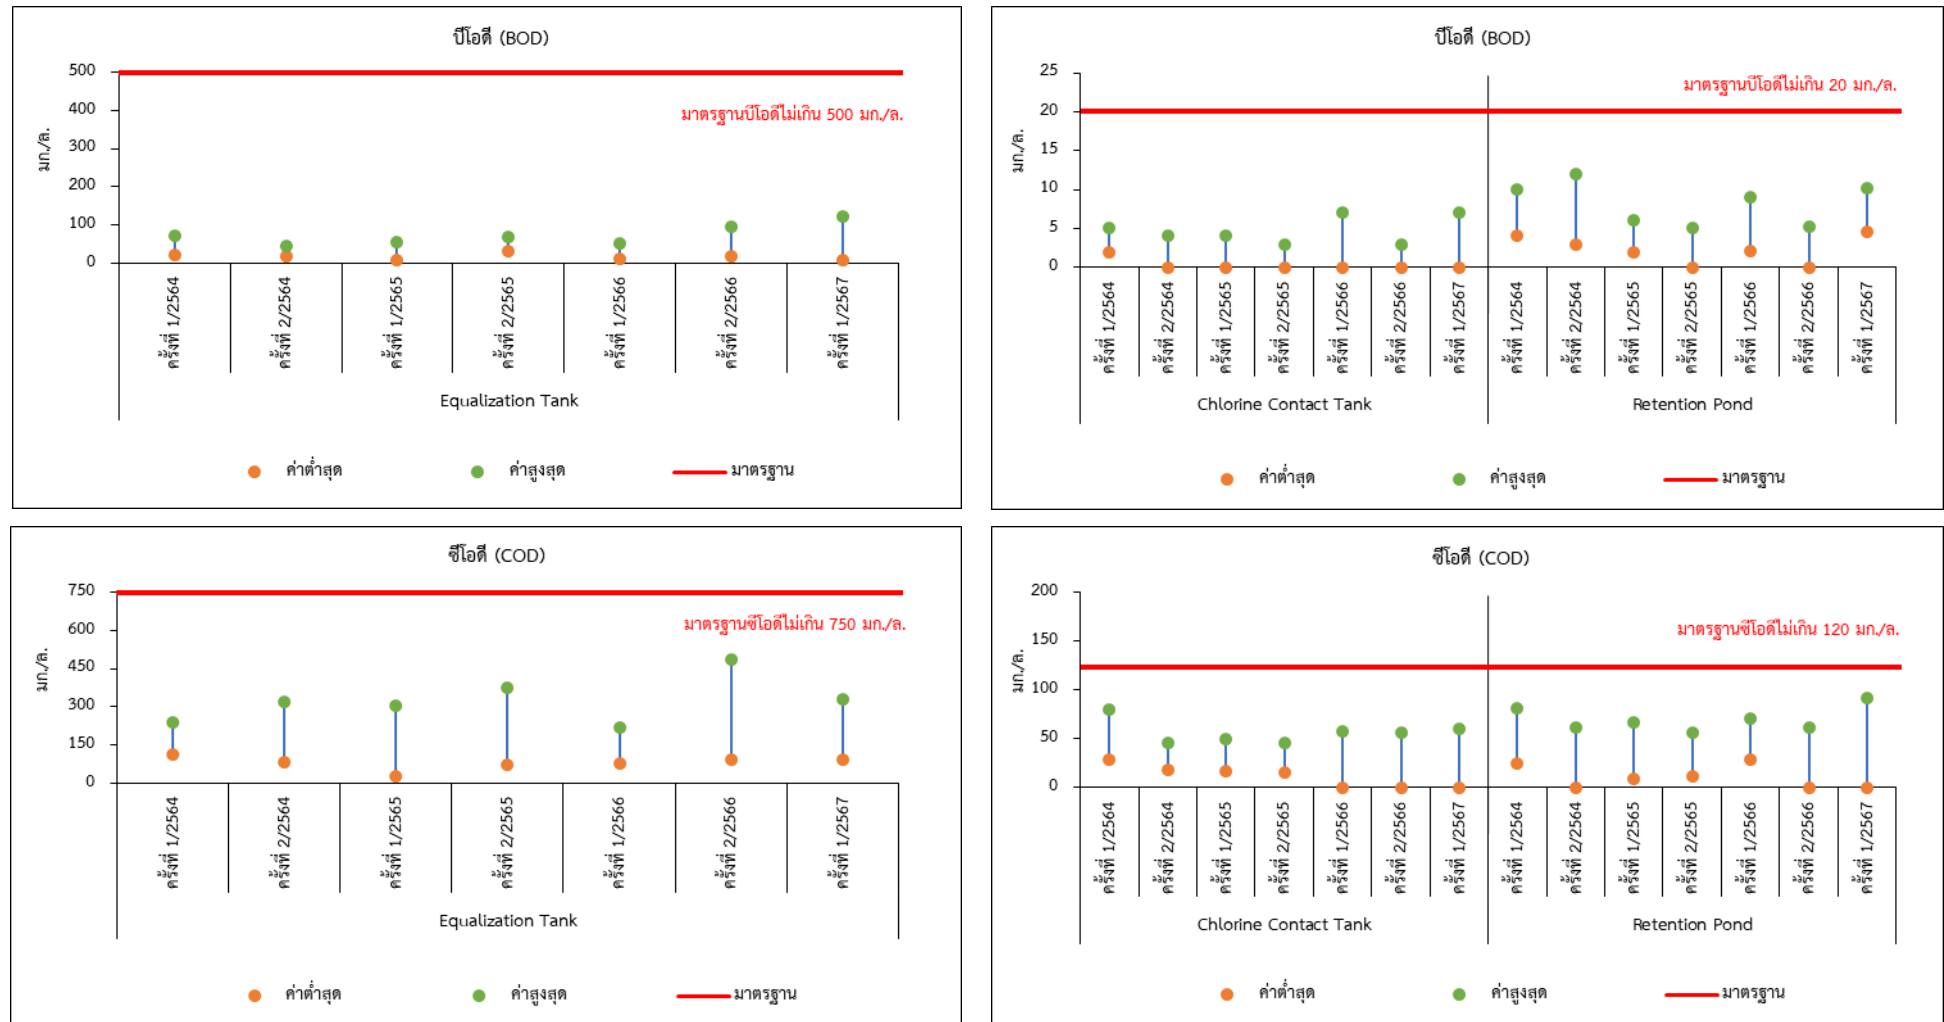 บีโอดี (BOD)
500
400
300
200
100
0
มก./ล.
มาตรฐานบีโอดีไม่เกิน 500 มก./ล.
ครั้งที่ 1/2564
ครั้งที่ 2/2564
ครั้งที่ 1/2565
ครั้งที่ 2/2565
ครั้งที่ 1/2566
ครั้งที่ 2/2566
ครั้งที่ 1/2567
Equalization Tank
ค่าต่ำสุด ค่าสูงสุด มาตรฐาน
บีโอดี (BOD)
25
20
15
10
5
0
มก./ล.
มาตรฐานบีโอดีไม่เกิน 20 มก./ล.
ครั้งที่ 1/2564
ครั้งที่ 2/2564
ครั้งที่ 1/2565
ครั้งที่ 2/2565
ครั้งที่ 1/2566
ครั้งที่ 2/2566
ครั้งที่ 1/2567
ครั้งที่ 1/2564
ครั้งที่ 2/2564
ครั้งที่ 1/2565
ครั้งที่ 2/2565
ครั้งที่ 1/2566
ครั้งที่ 2/2566
ครั้งที่ 1/2567
Chlorine Contact Tank Retention Pond
ค่าต่ำสุด ค่าสูงสุด มาตรฐาน
ซีโอดี (COD)
750
600
450
300
150
0
มก./ล.
มาตรฐานซีโอดีไม่เกิน 750 มก./ล.
ครั้งที่ 1/2564
ครั้งที่ 2/2564
ครั้งที่ 1/2565
ครั้งที่ 2/2565
ครั้งที่ 1/2566
ครั้งที่ 2/2566
ครั้งที่ 1/2567
Equalization Tank
ค่าต่ำสุด ค่าสูงสุด มาตรฐาน
ซีโอดี (COD)
200
150
100
50
0
มก./ล.
มาตรฐานซีโอดีไม่เกิน 120 มก./ล.
ครั้งที่ 1/2564
ครั้งที่ 2/2564
ครั้งที่ 1/2565
ครั้งที่ 2/2565
ครั้งที่ 1/2566
ครั้งที่ 2/2566
ครั้งที่ 1/2567
ครั้งที่ 1/2564
ครั้งที่ 2/2564
ครั้งที่ 1/2565
ครั้งที่ 2/2565
ครั้งที่ 1/2566
ครั้งที่ 2/2566
ครั้งที่ 1/2567
Chlorine Contact Tank Retention Pond
ค่าต่ำสุด ค่าสูงสุด มาตรฐาน